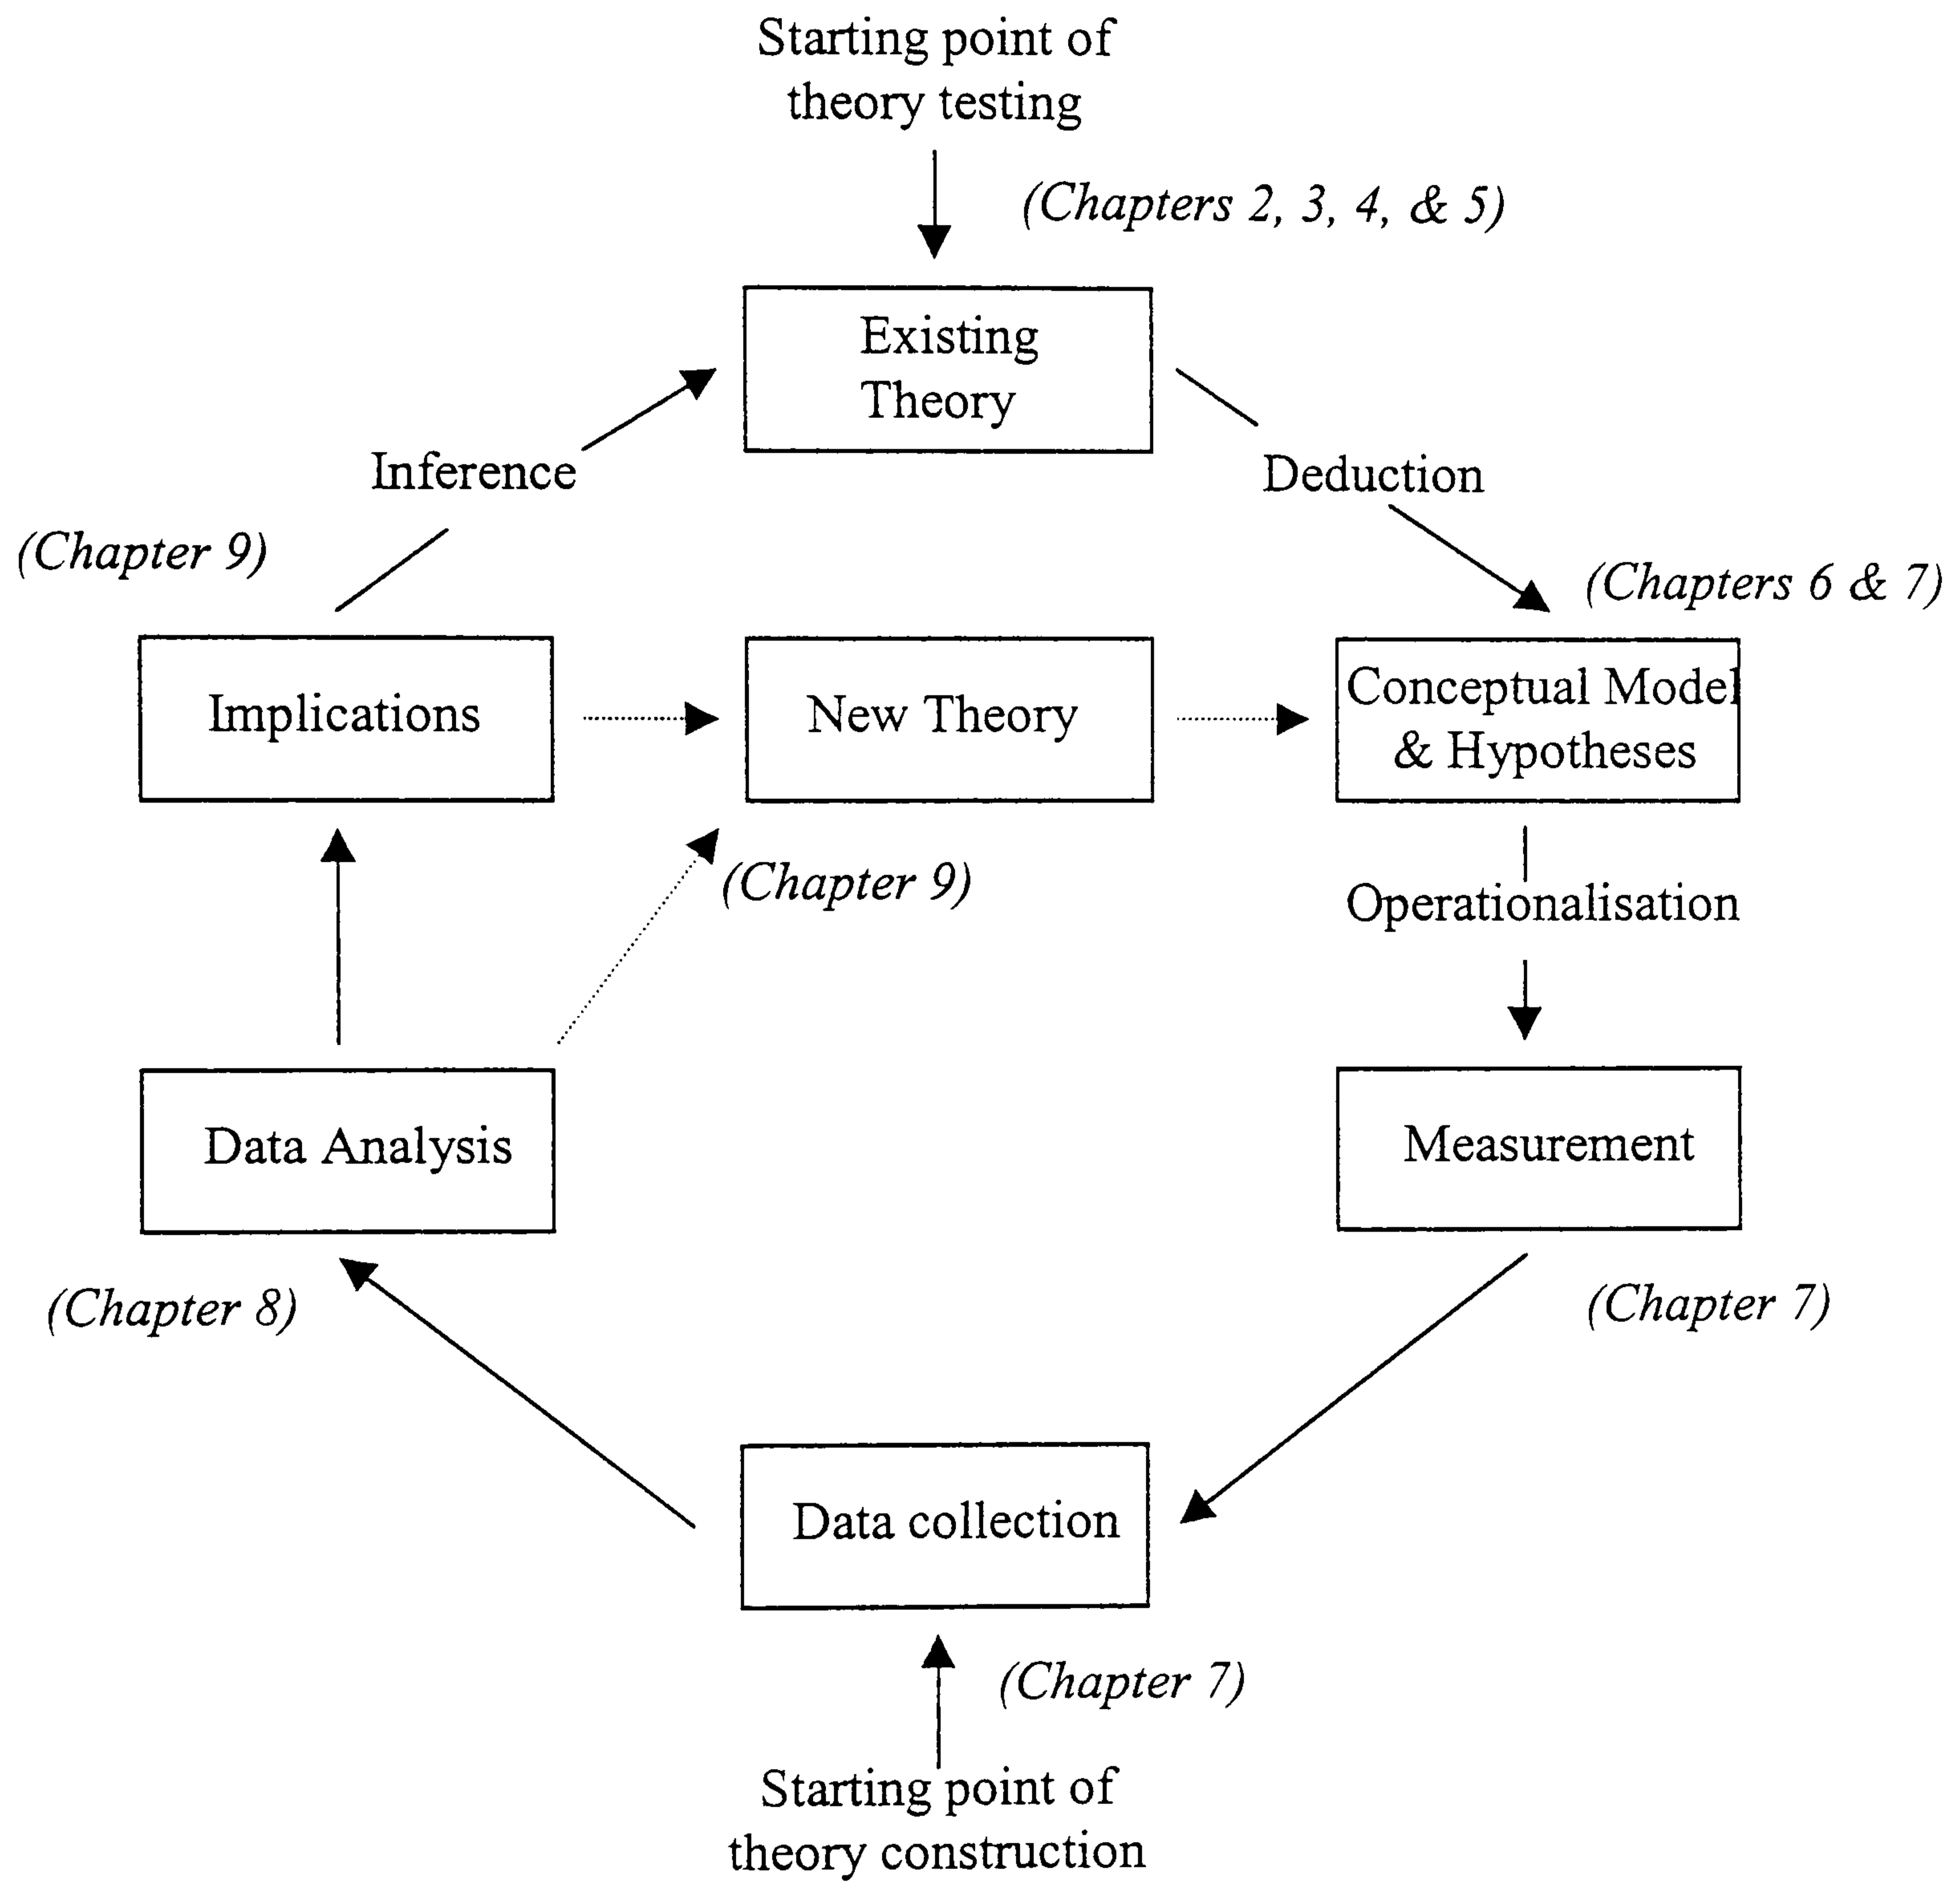 Starting point of
theory testing
(Chapters 2, 3, 4, & 5)
Existing
Theory
Inference
Deduction
(Chapter 9)
(Chapters 6 & 7)
Implications
New Theory
Conceptual Model
& Hypotheses
(Chapter 9)
Operationalisation
Data Analysis
Measurement
(Chapter 8)
(Chapter 7)
Data collection
(Chapter 7)
Starting point of
theory construction